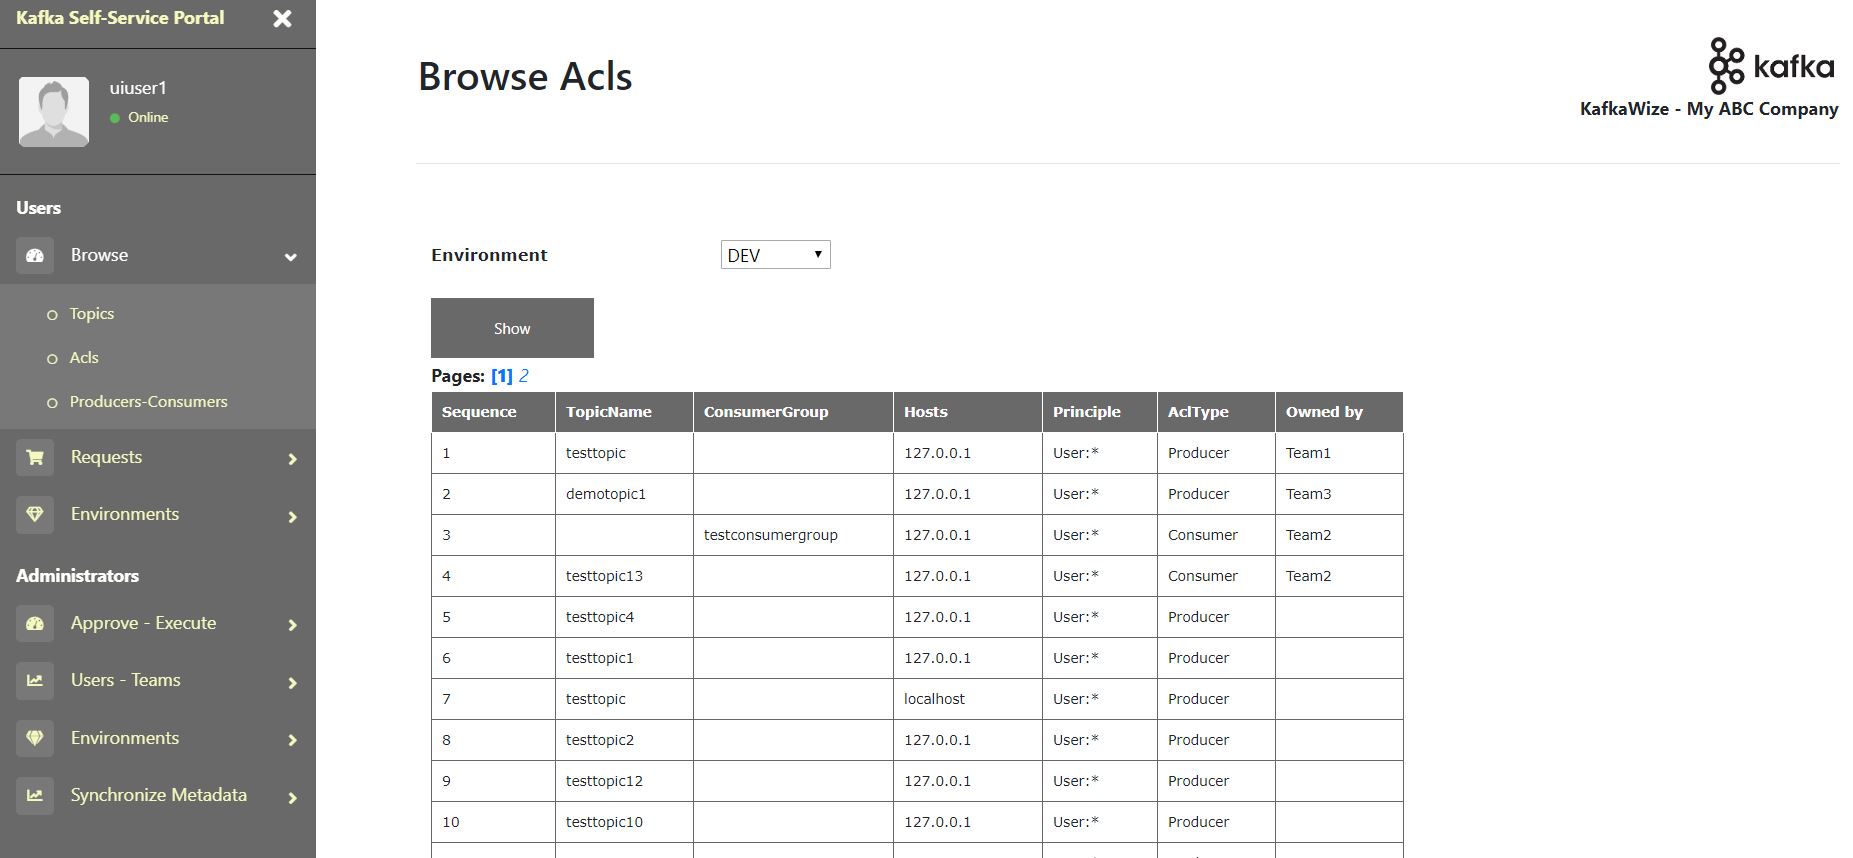 Kafka Self-Service Portal
uiuser1
Online
Users
Browse
Topics
Acls
Producers-Consumers
Requests
Environments
Administrators
Approve - Execute
Users - Teams
Environments
Synchronize Metadata
Browse Acls
kafka
KafkaWize - My ABC Company
Environment DEV
Show
Pages: [1] 2
Sequence TopicName ConsumerGroup Hosts Principle AclType Owned by
1 testtopic 127.0.0.1 User:* Producer Team1
2 demotopic1 127.0.0.1 User:* Producer Team3
3 testconsumergroup 127.0.0.1 User:* Consumer Team2
4 testtopic13 127.0.0.1 User:* Consumer Team2
5 testtopic4 127.0.0.1 User:* Producer
6 testtopic1 127.0.0.1 User:* Producer
7 testtopic localhost User:* Producer
8 testtopic2 127.0.0.1 User:* Producer
9 testtopic12 127.0.0.1 User:* Producer
10 testtopic10 127.0.0.1 User:* Producer